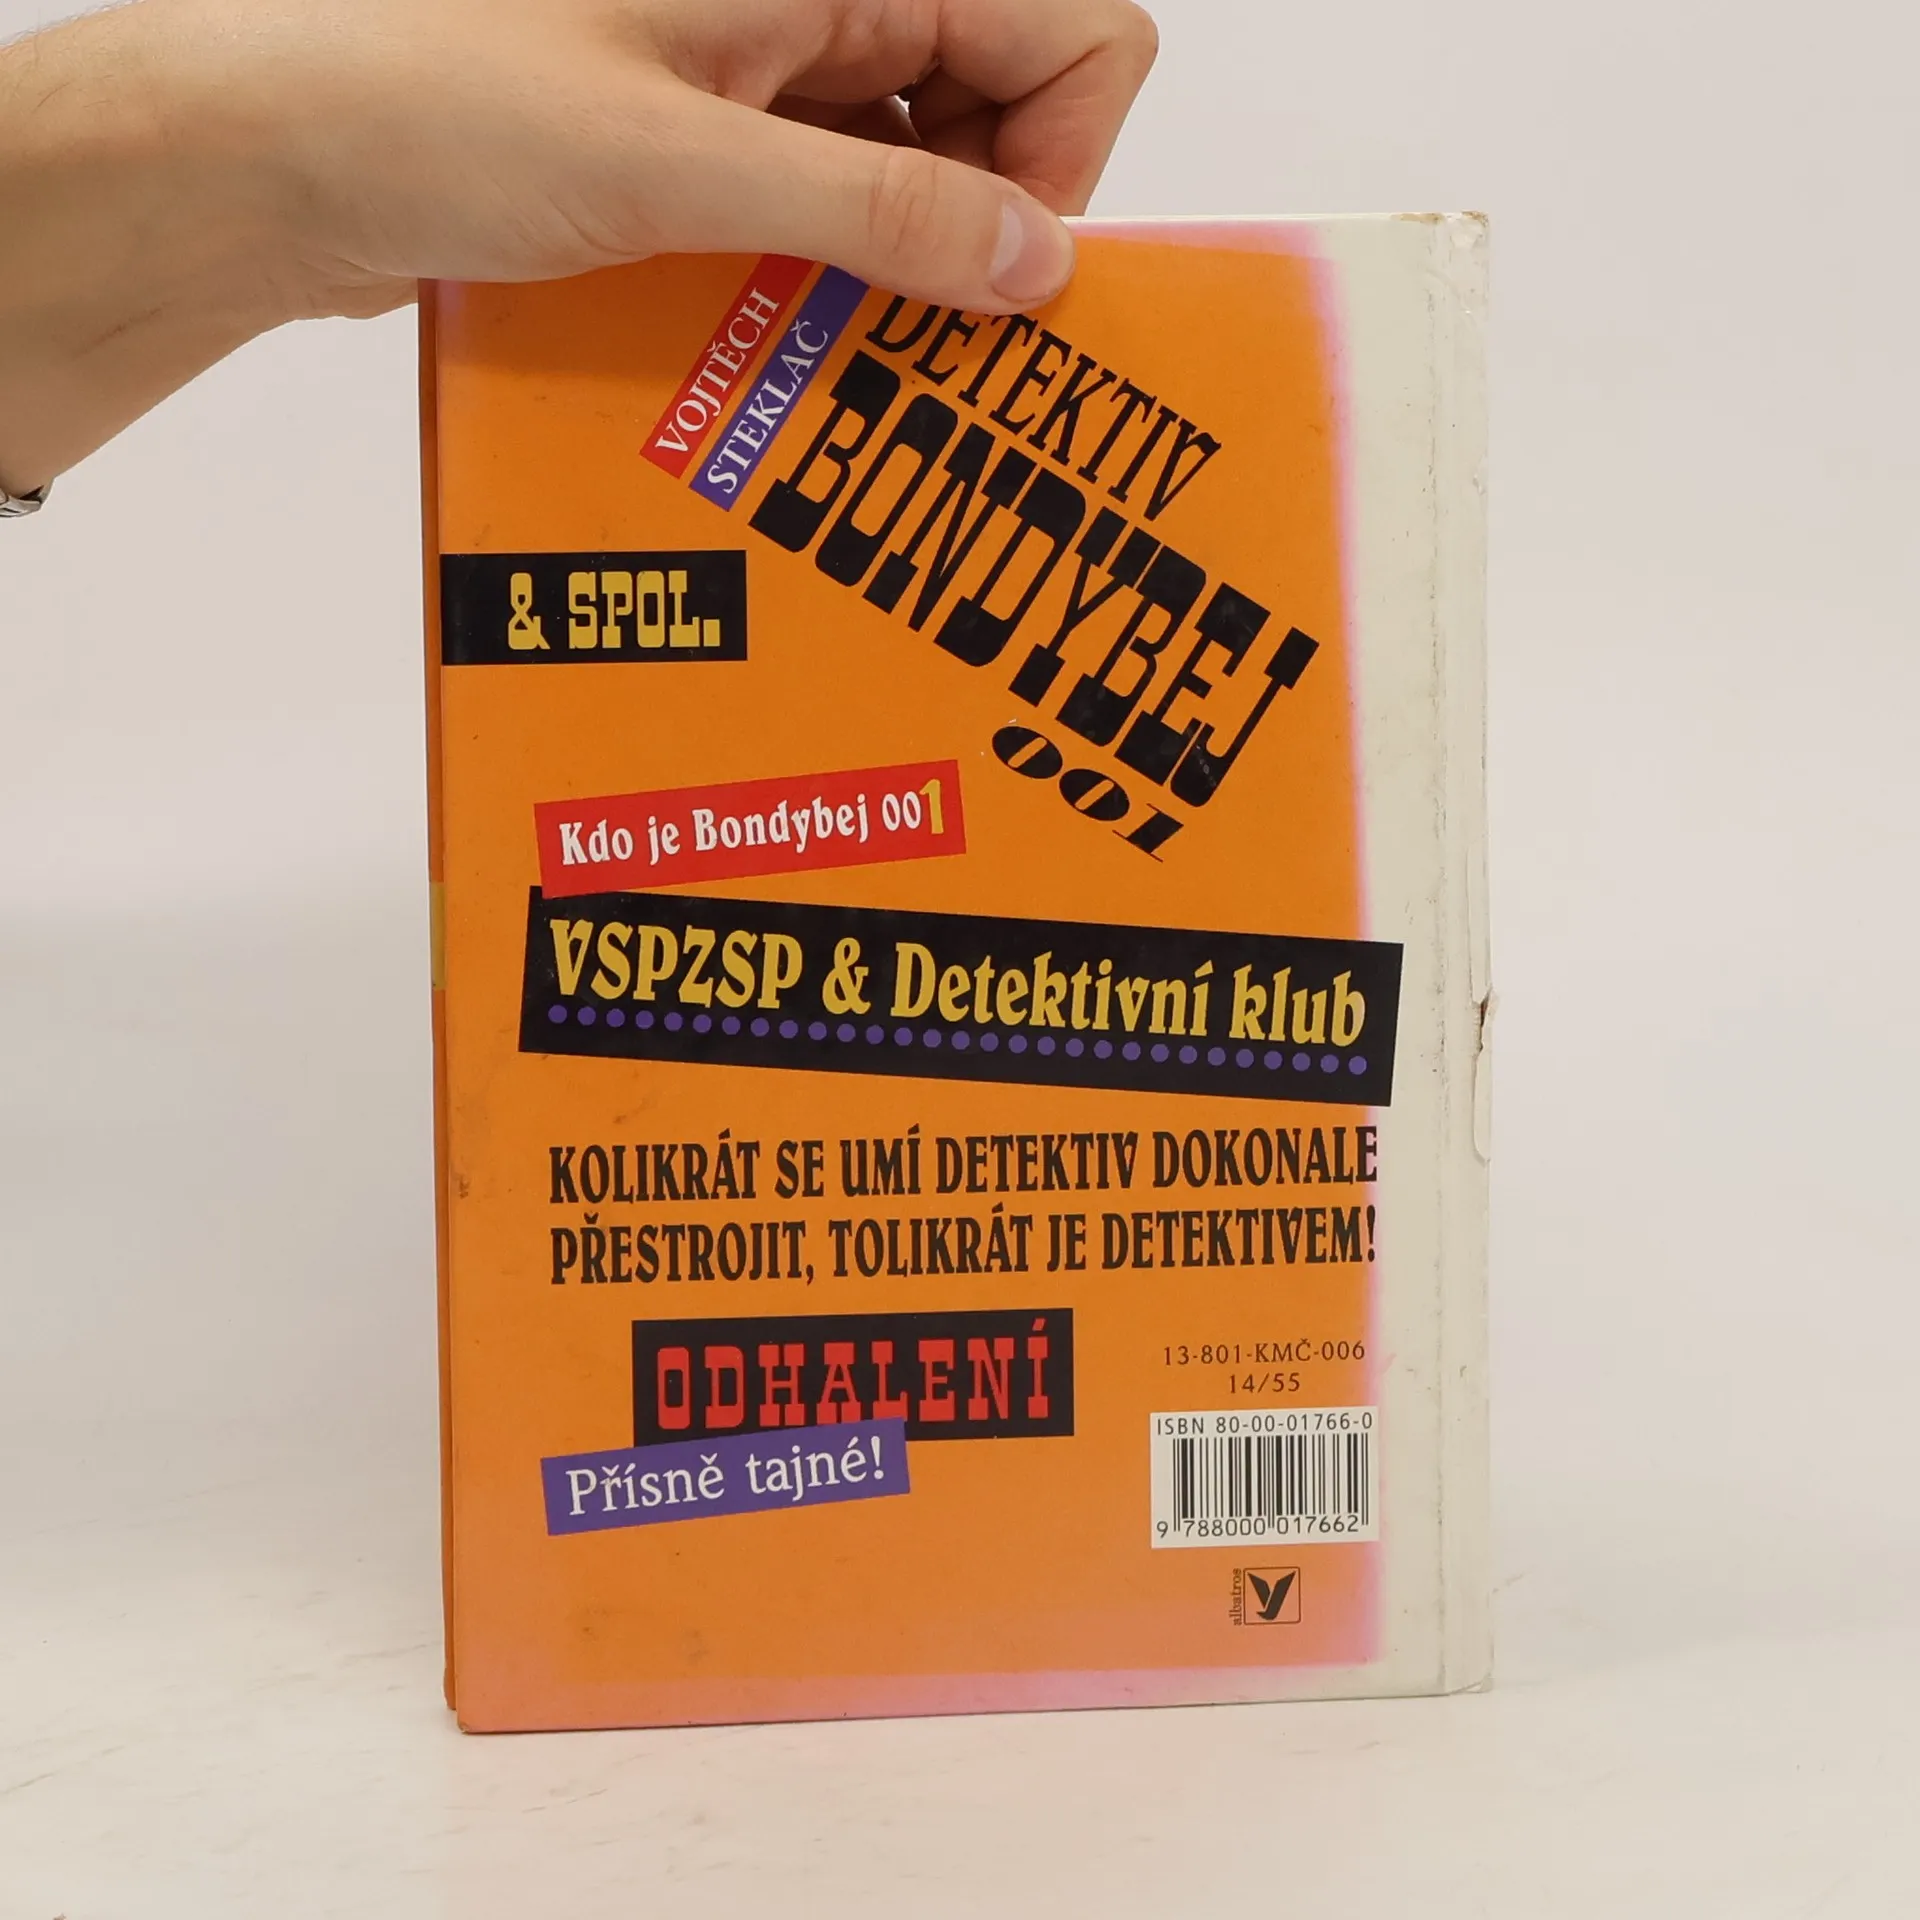 VOJTĚCH
STEKLAČ
DETEKTIV
BONDYBEJ
001
& SPOL.
Kdo je Bondybej 001
VSPZSP & Detektivní klub
KOLIKRÁT SE UMÍ DETEKTIV DOKONALE
PŘESTROJIT, TOLIKRÁT JE DETEKTIVEM!
ODHALENÍ
Přísně tajné!
13-801-KMČ-006
14/55
ISBN 80-00-01766-0
9 788000 017662
albatros